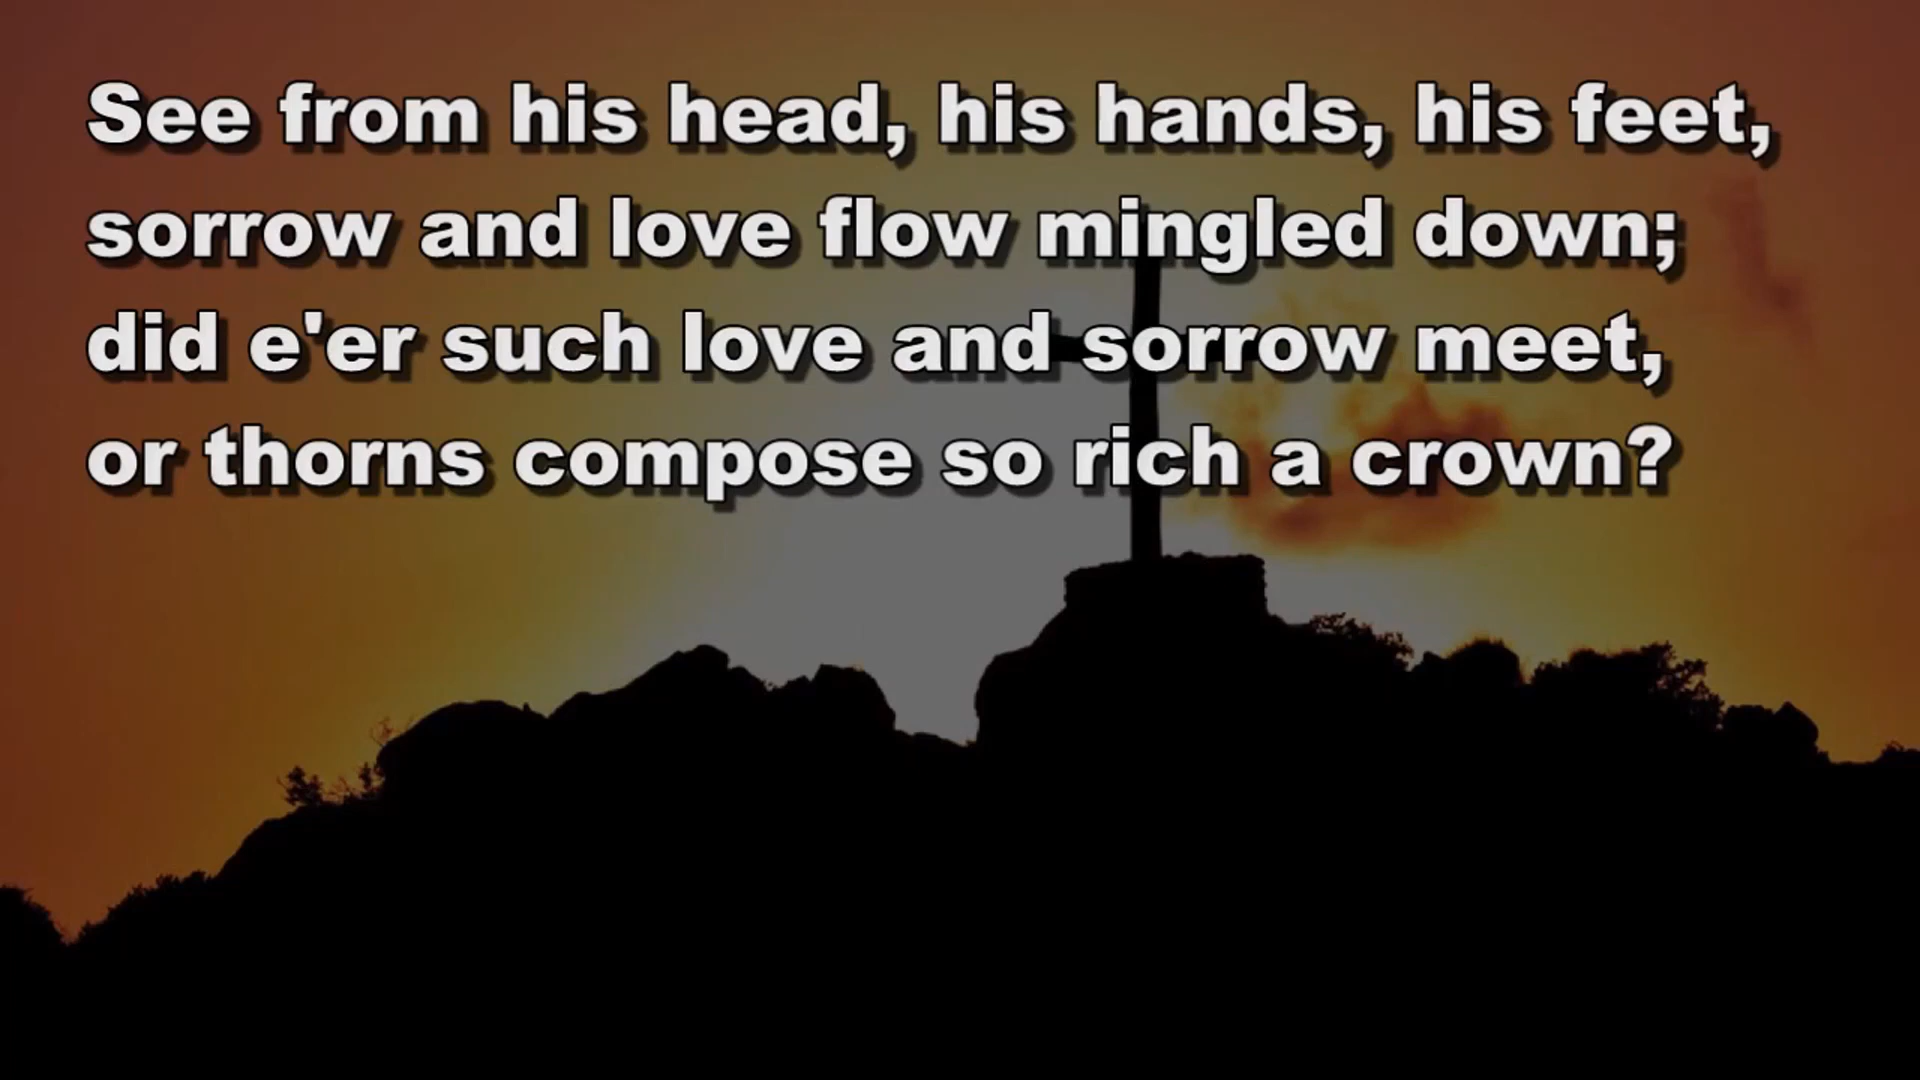 See from his head, his hands, his feet,
sorrow and love flow mingled down;
did e'er such love and sorrow meet,
or thorns compose so rich a crown?